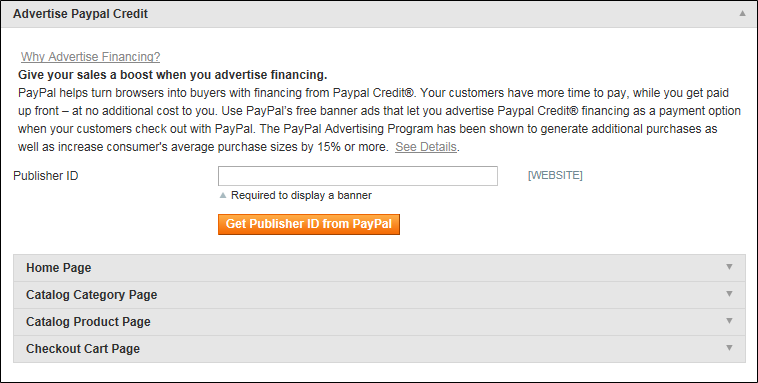 Advertise Paypal Credit
Why Advertise Financing?
Give your sales a boost when you advertise financing.
PayPal helps turn browsers into buyers with financing from Paypal Credit®. Your customers have more time to pay, while you get paid
up front – at no additional cost to you. Use PayPal's free banner ads that let you advertise Paypal Credit® financing as a payment option
when your customers check out with PayPal. The PayPal Advertising Program has been shown to generate additional purchases as
well as increase consumer's average purchase sizes by 15% or more. See Details.
Publisher ID [WEBSITE]
Required to display a banner
Get Publisher ID from PayPal
Home Page
Catalog Category Page
Catalog Product Page
Checkout Cart Page